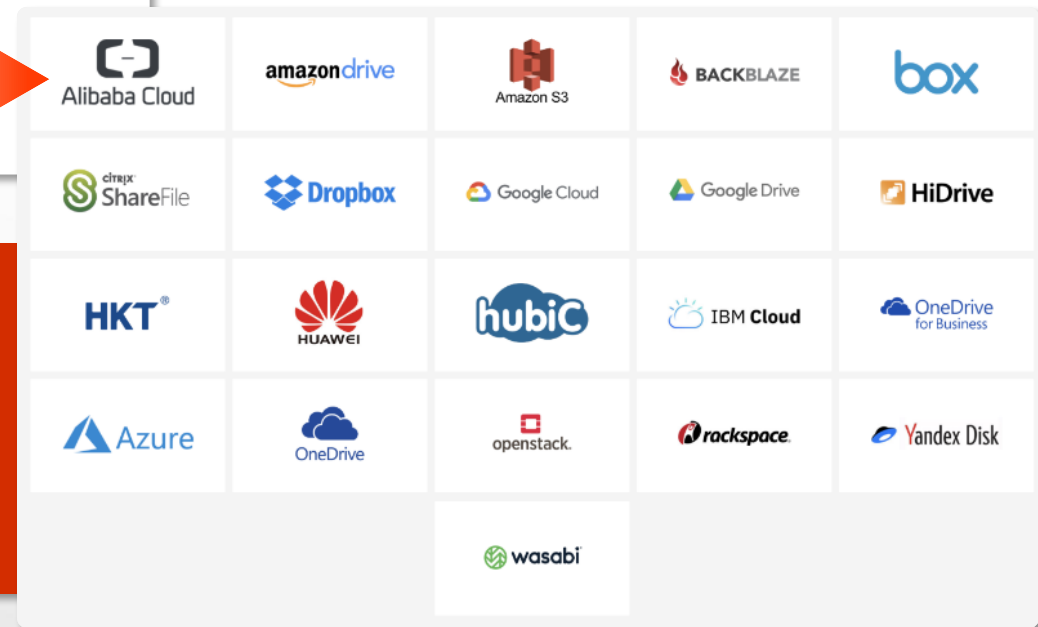 Alibaba Cloud
amazondrive
Amazon S3
BACKBLAZE
box
citrix
ShareFile
Dropbox
Google Cloud
Google Drive
HiDrive
HKT®
HUAWEI
hubiC
IBM Cloud
OneDrive
for Business
Azure
OneDrive
openstack.
rackspace.
Yandex Disk
wasabi